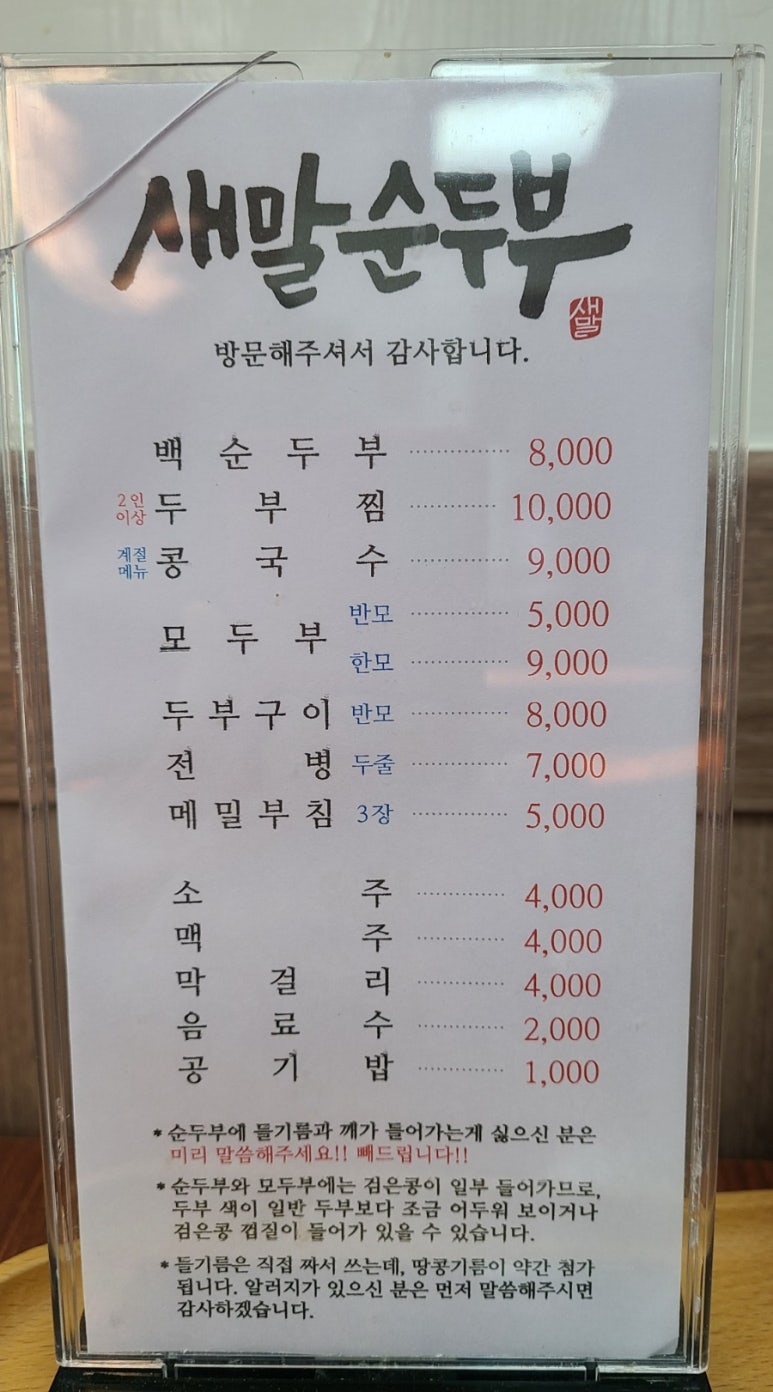 새말순두부
새말
방문해주셔서 감사합니다.
백순두부 8,000
2인 이상 두부찜 10,000
계절 메뉴 콩국수 9,000
모두부 반모 5,000
한모 9,000
두부구이 반모 8,000
전병 두줄 7,000
메밀부침 3장 5,000
소주 4,000
맥주 4,000
막걸리 4,000
음료수 2,000
공기밥 1,000
* 순두부에 들기름과 깨가 들어가는게 싫으신 분은
미리 말씀해주세요!! 빼드립니다!!
* 순두부와 모두부에는 검은콩이 일부 들어가므로,
두부 색이 일반 두부보다 조금 어두워 보이거나
검은콩 껍질이 들어가 있을 수 있습니다.
* 들기름은 직접 짜서 쓰는데, 땅콩기름이 약간 첨가
됩니다. 알러지가 있으신 분은 먼저 말씀해주시면
감사하겠습니다.